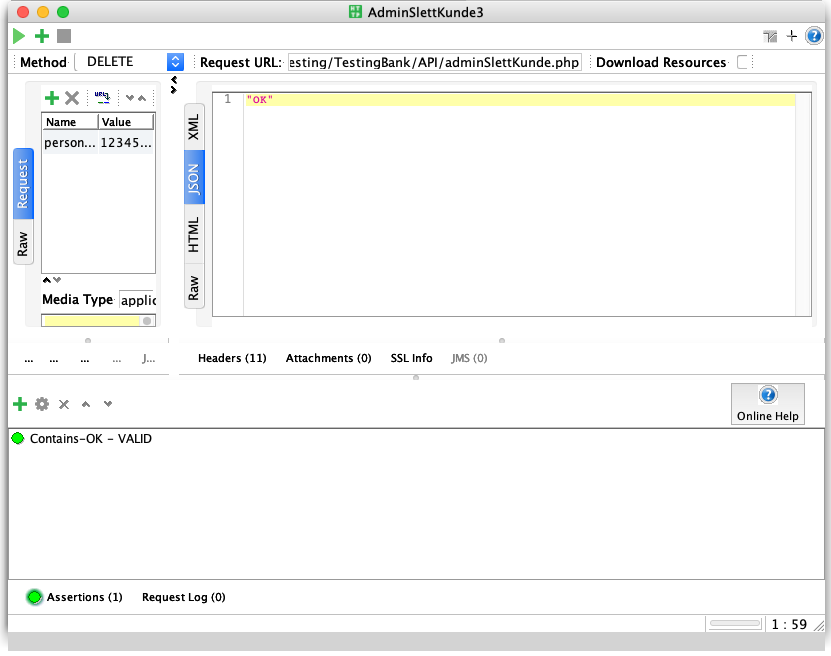 AdminSlettKunde3
Method DELETE Request URL: esting/TestingBank/API/adminSlettKunde.php Download Resources
Name Value
person... 12345...
Request
Raw
Media Type applic
XML
JSON
HTML
Raw
1 "OK"
... ... ... ... J...
Headers (11) Attachments (0) SSL Info JMS (0)
Online Help
Contains-OK - VALID
Assertions (1) Request Log (0)
1 : 59